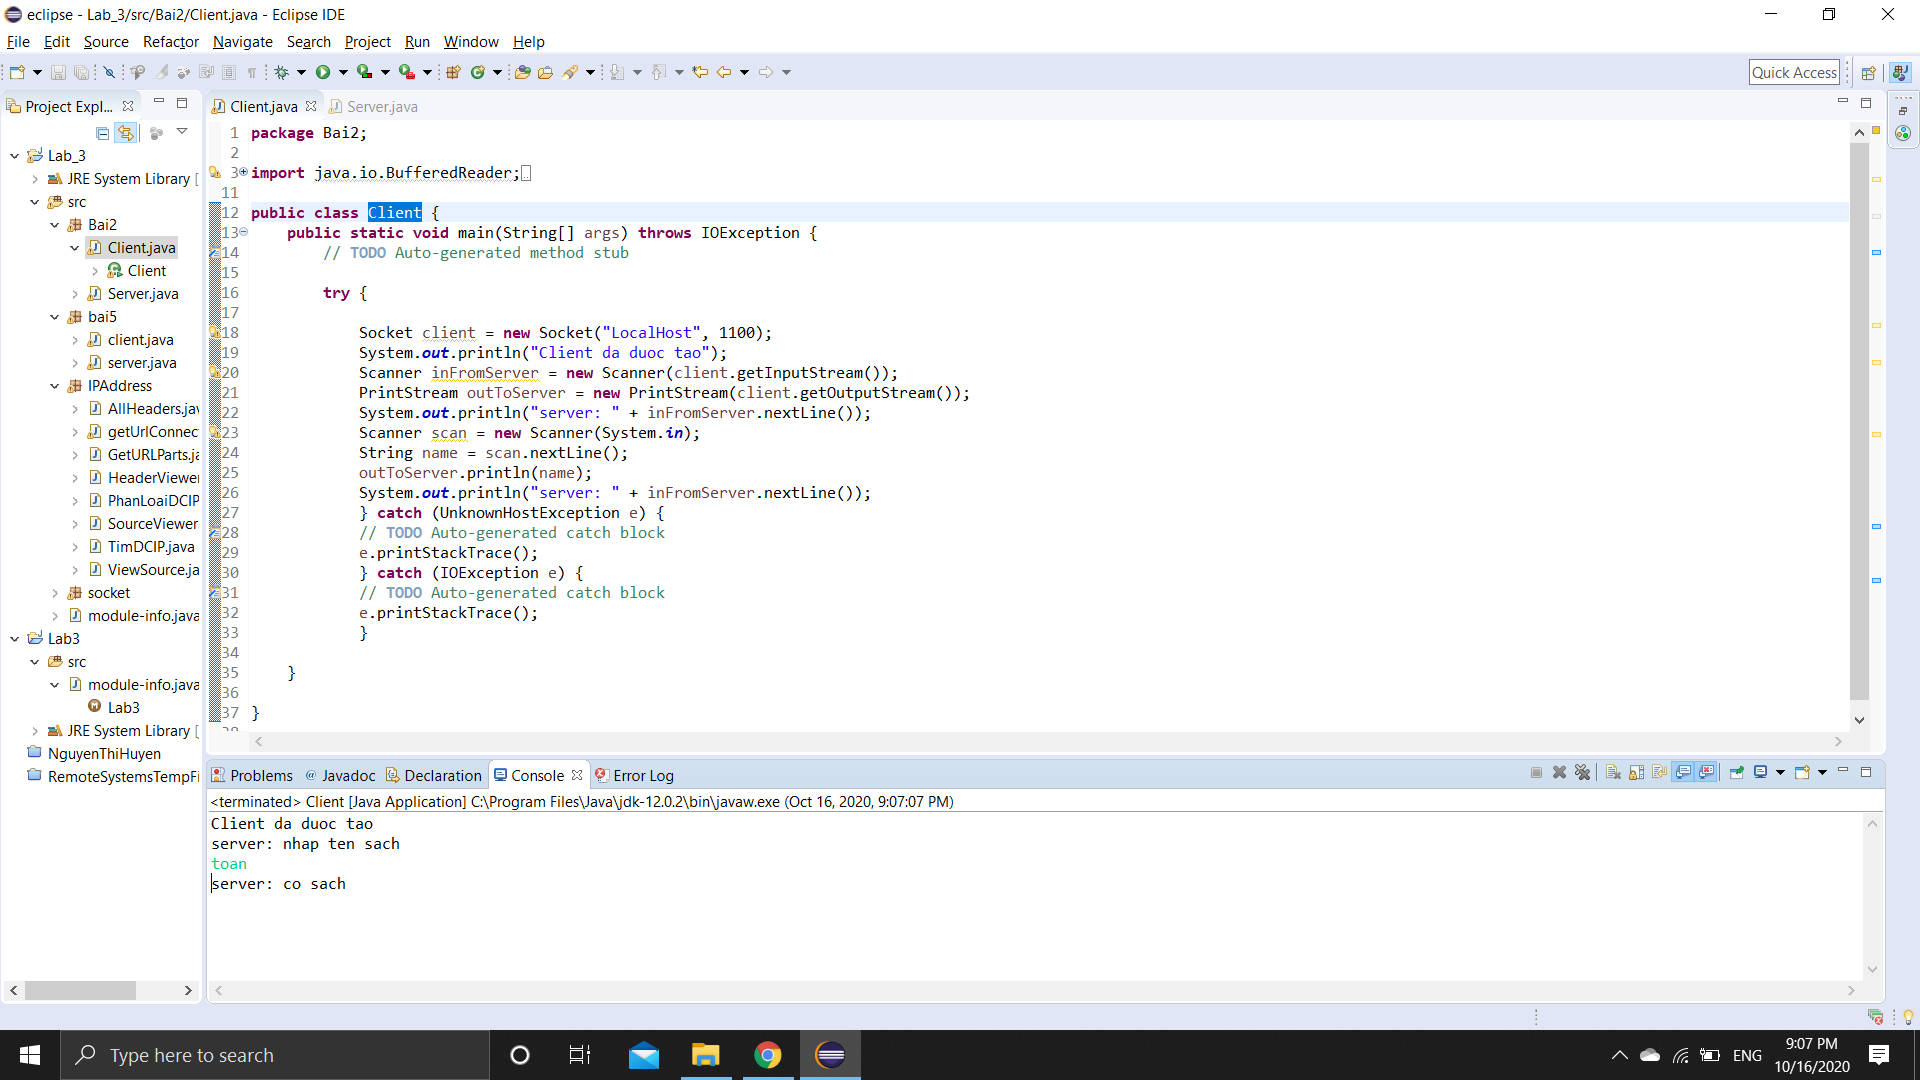 eclipse - Lab_3/src/Bai2/Client.java - Eclipse IDE
File Edit Source Refactor Navigate Search Project Run Window Help
Quick Access
Project Expl...
Client.java
Server.java
Lab_3
JRE System Library [
src
Bai2
Client.java
Client
Server.java
bai5
client.java
server.java
IPAddress
AllHeaders.jav
getUrlConnec
GetURLParts.ja
HeaderViewer
PhanLoaiDCIP
SourceViewer.
TimDCIP.java
ViewSource.ja
socket
module-info.java
Lab3
src
module-info.java
Lab3
JRE System Library [
NguyenThiHuyen
RemoteSystemsTempFi
1 package Bai2;
2
3 import java.io.BufferedReader;
11
12 public class Client {
13 public static void main(String[] args) throws IOException {
14 // TODO Auto-generated method stub
15
16 try {
17
18 Socket client = new Socket("LocalHost", 1100);
19 System.out.println("Client da duoc tao");
20 Scanner inFromServer = new Scanner(client.getInputStream());
21 PrintStream outToServer = new PrintStream(client.getOutputStream());
22 System.out.println("server: " + inFromServer.nextLine());
23 Scanner scan = new Scanner(System.in);
24 String name = scan.nextLine();
25 outToServer.println(name);
26 System.out.println("server: " + inFromServer.nextLine());
27 } catch (UnknownHostException e) {
28 // TODO Auto-generated catch block
29 e.printStackTrace();
30 } catch (IOException e) {
31 // TODO Auto-generated catch block
32 e.printStackTrace();
33 }
34
35 }
36
37 }
Problems @ Javadoc Declaration Console Error Log
<terminated> Client [Java Application] C:\Program Files\Java\jdk-12.0.2\bin\javaw.exe (Oct 16, 2020, 9:07:07 PM)
Client da duoc tao
server: nhap ten sach
toan
server: co sach
Type here to search
ENG
9:07 PM
10/16/2020